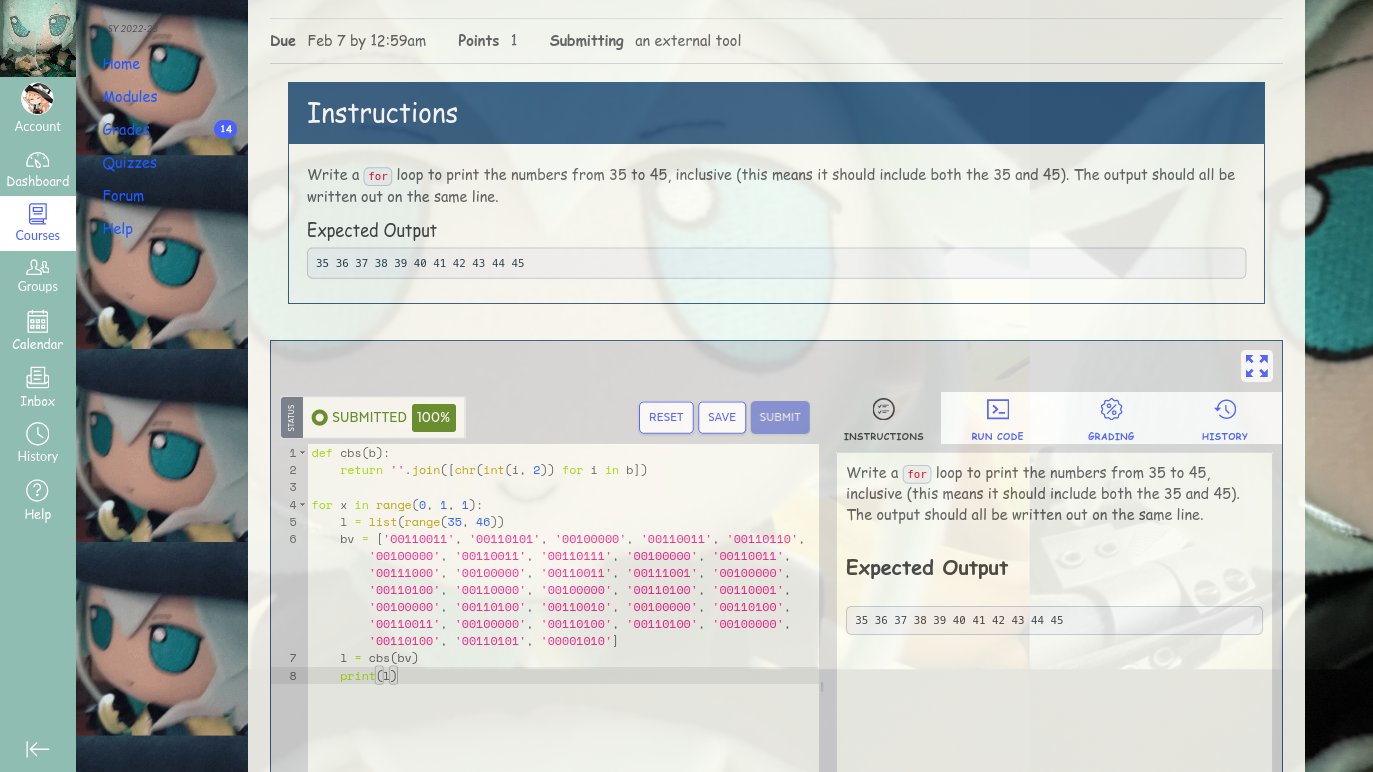 SY 2022-23
Home
Modules
Grades 14
Quizzes
Forum
Help
Account
Dashboard
Courses
Groups
Calendar
Inbox
History
Help
Due Feb 7 by 12:59am Points 1 Submitting an external tool
Instructions
Write a for loop to print the numbers from 35 to 45, inclusive (this means it should include both the 35 and 45). The output should all be
written out on the same line.
Expected Output
35 36 37 38 39 40 41 42 43 44 45
STATUS
SUBMITTED 100%
RESET SAVE SUBMIT
1 def cbs(b):
2 return ''.join([chr(int(i, 2)) for i in b])
3
4 for x in range(0, 1, 1):
5 l = list(range(35, 46))
6 bv = ['00110011', '00110101', '00100000', '00110011', '00110110',
'00100000', '00110011', '00110111', '00100000', '00110011',
'00111000', '00100000', '00110011', '00111001', '00100000',
'00110100', '00110000', '00100000', '00110100', '00110001',
'00100000', '00110100', '00110010', '00100000', '00110100',
'00110011', '00100000', '00110100', '00110100', '00100000',
'00110100', '00110101', '00001010']
7 l = cbs(bv)
8 print(l)
INSTRUCTIONS RUN CODE GRADING HISTORY
Write a for loop to print the numbers from 35 to 45,
inclusive (this means it should include both the 35 and 45).
The output should all be written out on the same line.
Expected Output
35 36 37 38 39 40 41 42 43 44 45